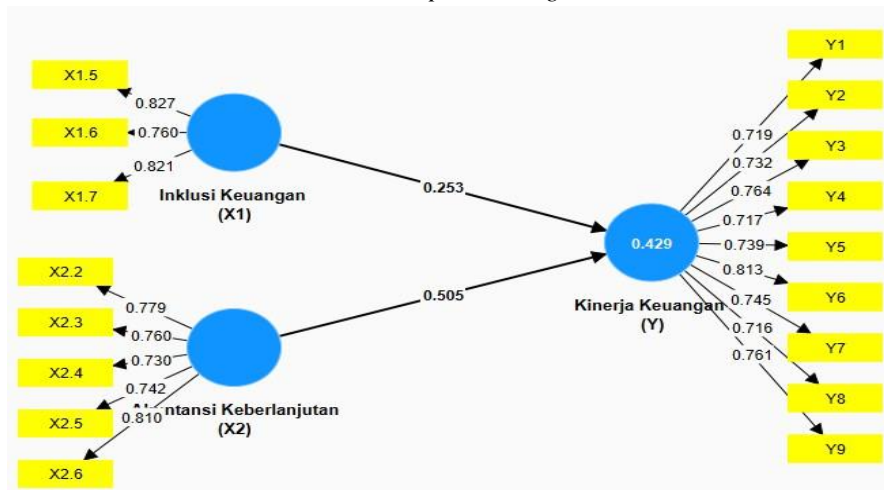 X1.5
X1.6
X1.7
0.827
0.760
0.821
Inklusi Keuangan
(X1)
X2.2
X2.3
X2.4
X2.5
X2.6
0.779
0.760
0.730
0.742
0.810
Keberlanjutan
(X2)
0.253
0.505
0.429
Kinerja Keuangan
(Y)
0.719
0.732
0.764
0.717
0.739
0.813
0.745
0.716
0.761
Y1
Y2
Y3
Y4
Y5
Y6
Y7
Y8
Y9